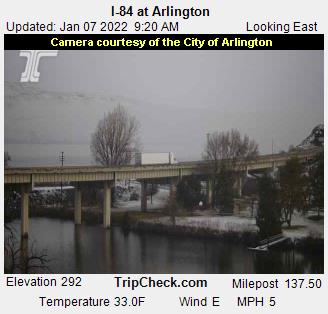 I-84 at Arlington
Updated: Jan 07 2022 9:20 AM Looking East
Camera courtesy of the City of Arlington
Elevation 292 TripCheck.com Milepost 137.50
Temperature 33.0F Wind E MPH 5